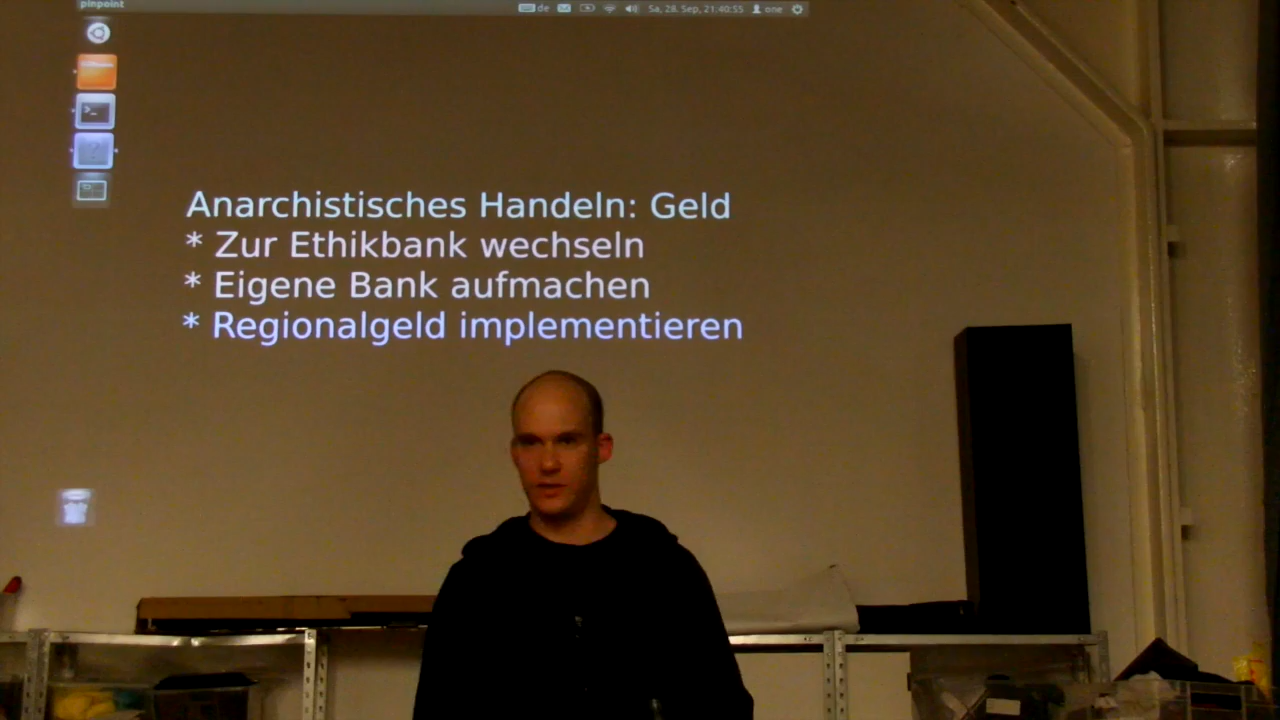 pinpoint
de Sa, 28. Sep, 21:40:55 one
Anarchistisches Handeln: Geld
* Zur Ethikbank wechseln
* Eigene Bank aufmachen
* Regionalgeld implementieren